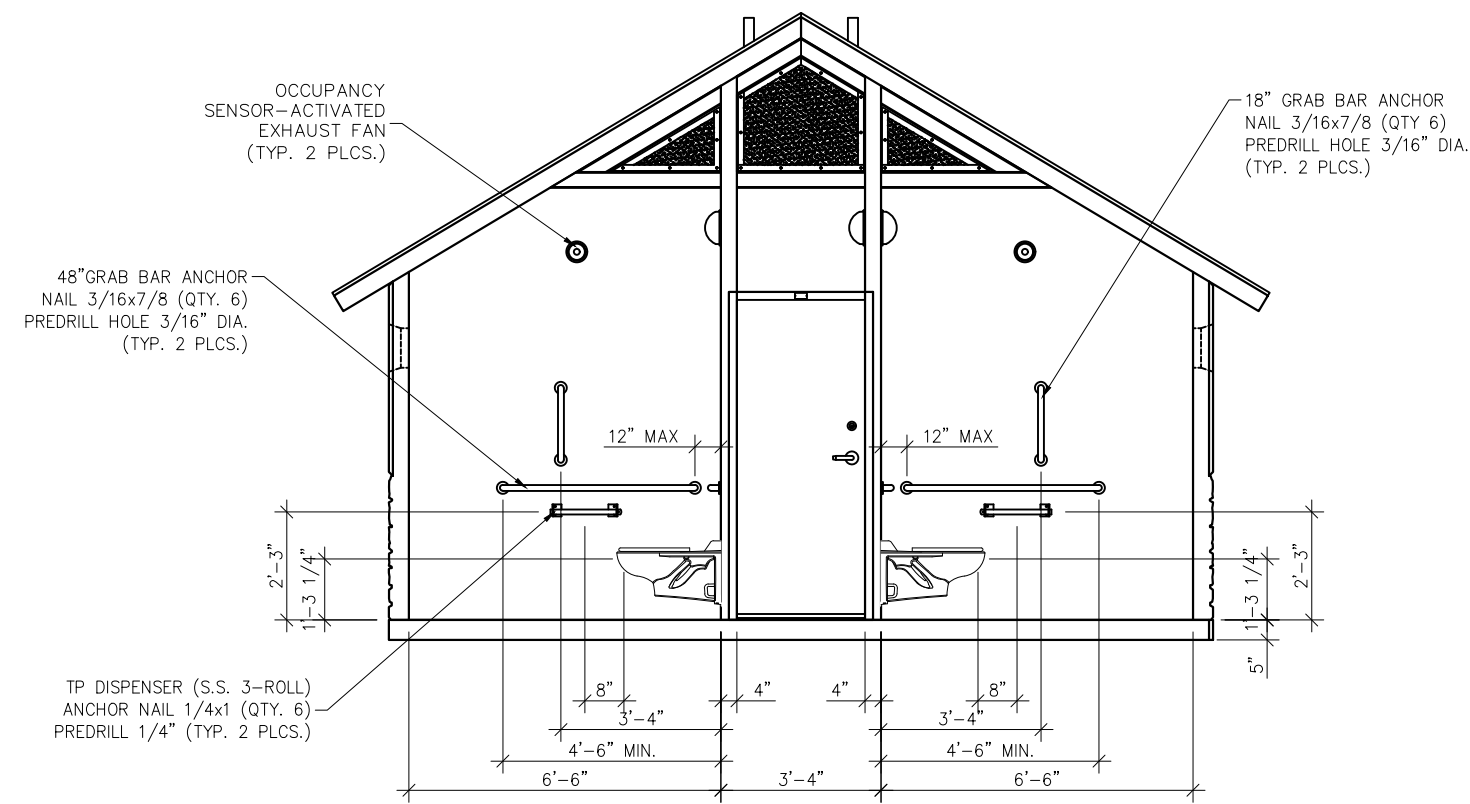 OCCUPANCY
SENSOR-ACTIVATED
EXHAUST FAN
(TYP. 2 PLCS.)
18" GRAB BAR ANCHOR
NAIL 3/16x7/8 (QTY 6)
PREDRILL HOLE 3/16" DIA.
(TYP. 2 PLCS.)
48"GRAB BAR ANCHOR
NAIL 3/16x7/8 (QTY. 6)
PREDRILL HOLE 3/16" DIA.
(TYP. 2 PLCS.)
12" MAX
12" MAX
2'-3"
1'-3 1/4"
1'-3 1/4"
2'-3"
5"
TP DISPENSER (S.S. 3-ROLL)
ANCHOR NAIL 1/4x1 (QTY. 6)
PREDRILL 1/4" (TYP. 2 PLCS.)
8"
4"
4"
8"
3'-4"
3'-4"
4'-6" MIN.
4'-6" MIN.
6'-6"
3'-4"
6'-6"